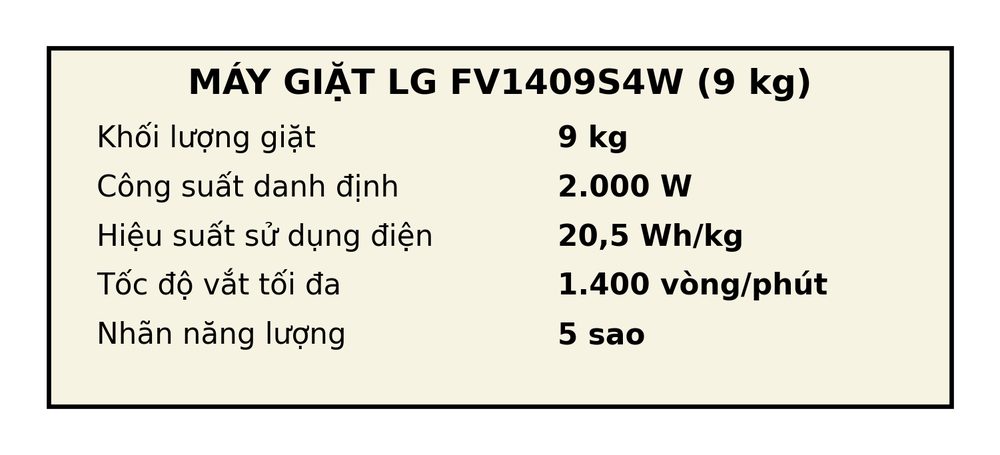 MÁY GIẶT LG FV1409S4W (9 kg)
Khối lượng giặt 9 kg
Công suất danh định 2.000 W
Hiệu suất sử dụng điện 20,5 Wh/kg
Tốc độ vắt tối đa 1.400 vòng/phút
Nhãn năng lượng 5 sao